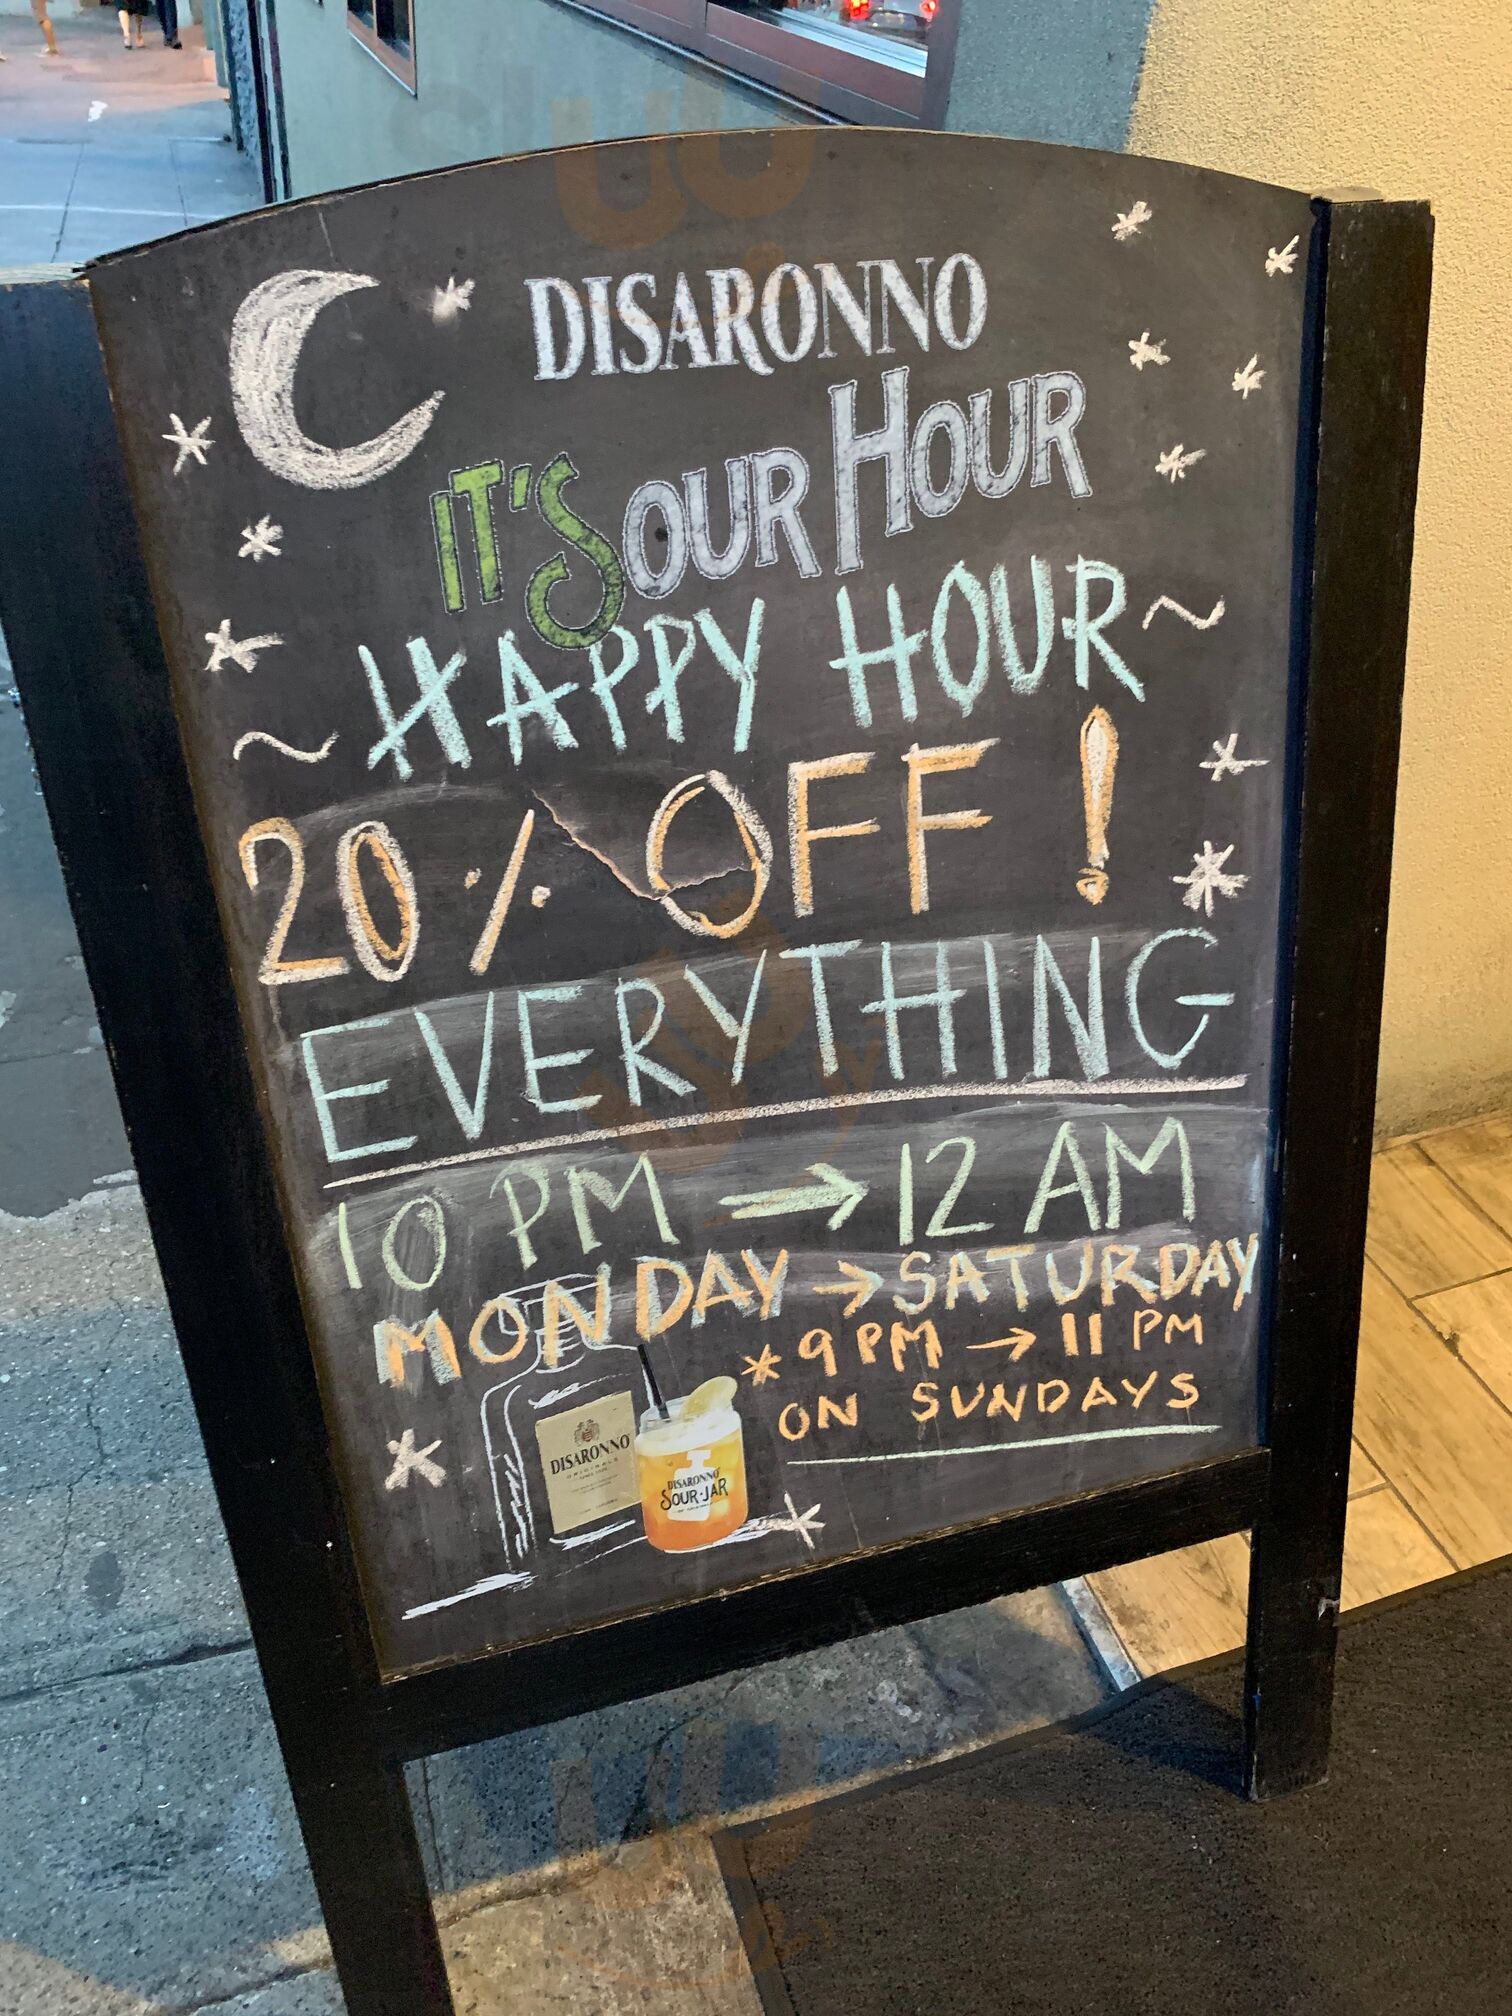 DISARONNO
IT'S OUR HOUR
~ HAPPY HOUR ~
20% OFF!
EVERYTHING
10 PM → 12 AM
MONDAY → SATURDAY
* 9 PM → 11 PM
ON SUNDAYS
DISARONNO
ORIGINALE
DISARONNO
SOUR·JAR